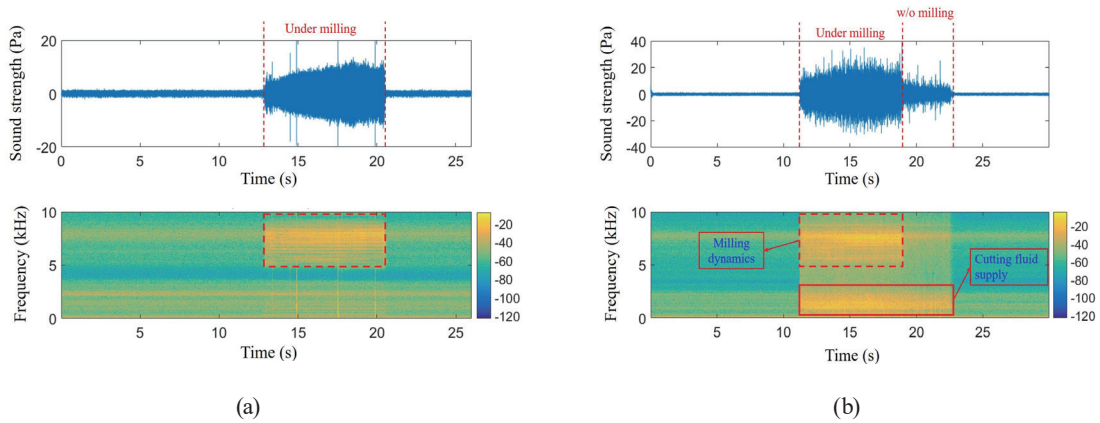 Under milling
Sound strength (Pa)
20
0
-20
0
5
10
15
20
25
Time (s)
Frequency (kHz)
10
5
0
0
5
10
15
20
25
Time (s)
-20
-40
-60
-80
-100
-120
(a)
w/o milling
Under milling
Sound strength (Pa)
40
20
0
-20
-40
0
5
10
15
20
25
Time (s)
Frequency (kHz)
10
5
0
Milling
dynamics
Cutting fluid
supply
0
5
10
15
20
25
Time (s)
-20
-40
-60
-80
-100
-120
(b)